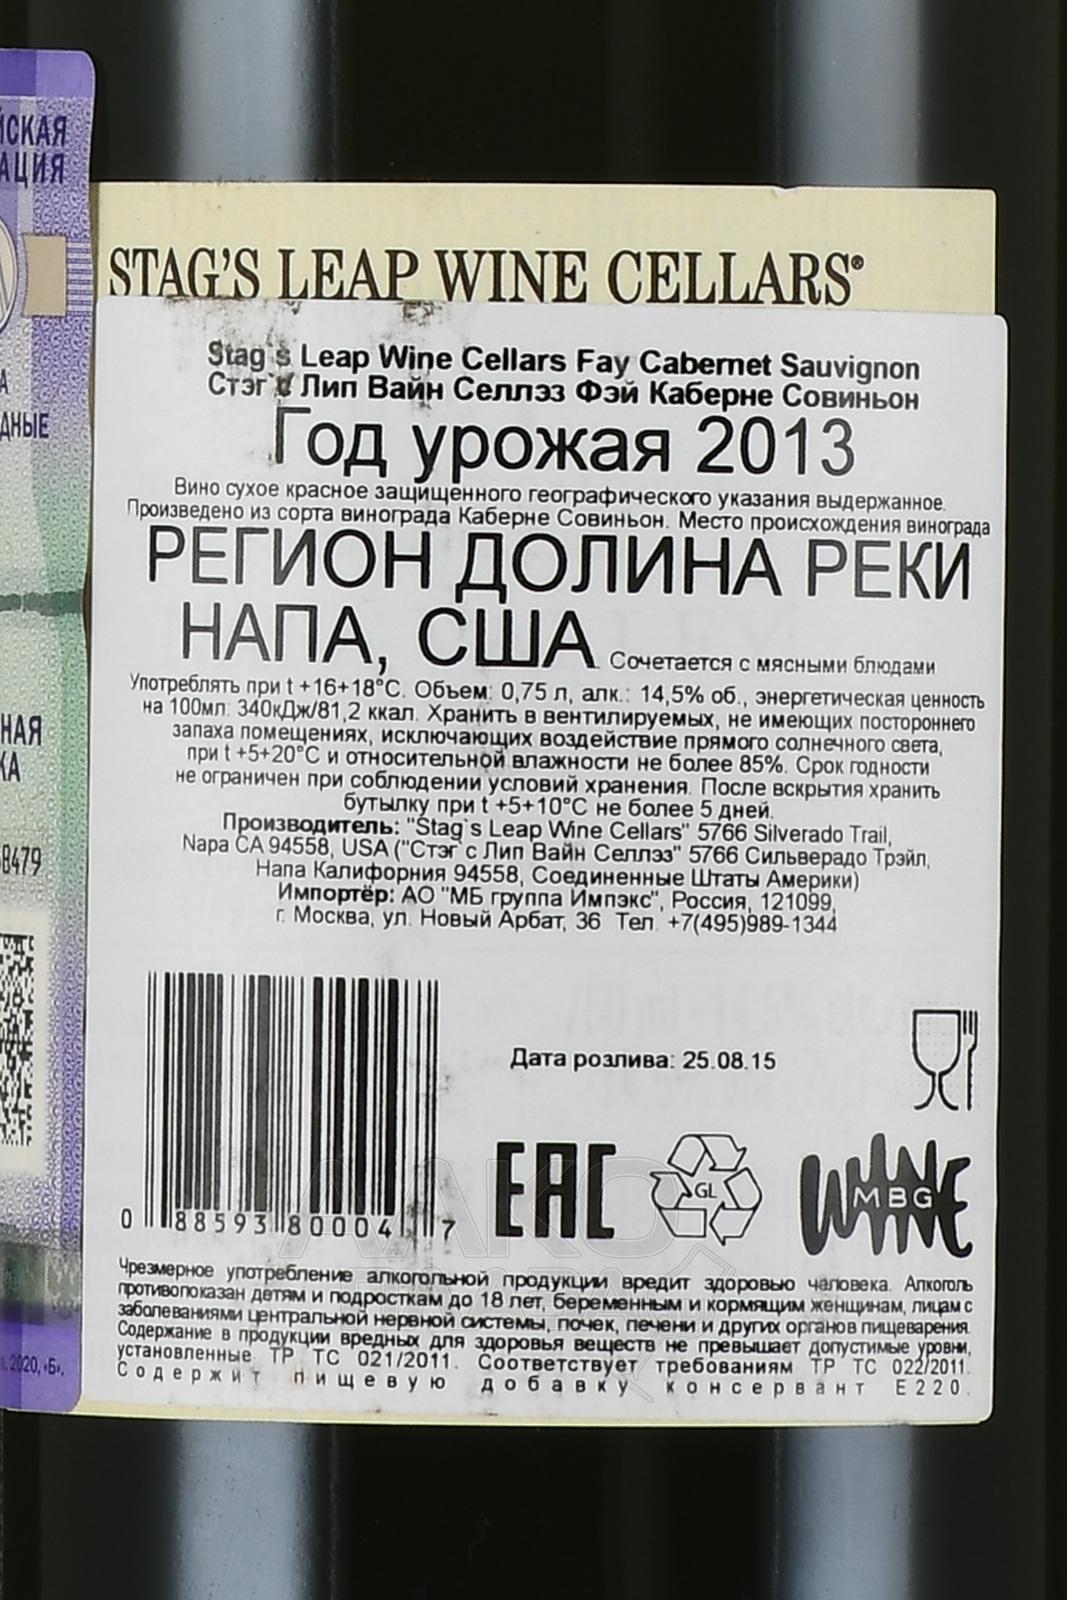 STAG'S LEAP WINE CELLARS®
Stag`s Leap Wine Cellars Fay Cabernet Sauvignon
Стэг`с Лип Вайн Селлэз Фэй Каберне Совиньон
Год урожая 2013
Вино сухое красное защищенного географического указания выдержанное.
Произведено из сорта винограда Каберне Совиньон. Место происхождения винограда
РЕГИОН ДОЛИНА РЕКИ
НАПА, США. Сочетается с мясными блюдами
Употреблять при t +16+18°C. Объем: 0,75 л, алк.: 14,5% об., энергетическая ценность
на 100мл: 340кДж/81,2 ккал. Хранить в вентилируемых, не имеющих постороннего
запаха помещениях, исключающих воздействие прямого солнечного света,
при t +5+20°C и относительной влажности не более 85%. Срок годности
не ограничен при соблюдении условий хранения. После вскрытия хранить
бутылку при t +5+10°C не более 5 дней.
Производитель: "Stag`s Leap Wine Cellars" 5766 Silverado Trail,
Napa CA 94558, USA ("Стэг`с Лип Вайн Селлэз" 5766 Сильверадо Трэйл,
Напа Калифорния 94558, Соединенные Штаты Америки)
Импортёр: АО "МБ группа Импэкс", Россия, 121099,
г. Москва, ул. Новый Арбат, 36 Тел. +7(495)989-1344
Дата розлива: 25.08.15
0 88593 80004 7
EAC
GL
WINE
MBG
Чрезмерное употребление алкогольной продукции вредит здоровью человека. Алкоголь
противопоказан детям и подросткам до 18 лет, беременным и кормящим женщинам, лицам с
заболеваниями центральной нервной системы, почек, печени и других органов пищеварения.
Содержание в продукции вредных для здоровья веществ не превышает допустимые уровни,
установленные ТР ТС 021/2011. Соответствует требованиям ТР ТС 022/2011.
Содержит пищевую добавку консервант Е220.
ЙСКАЯ
АЦИЯ
А
ДНЫЕ
НАЯ
КА
58479
2020, «Б».